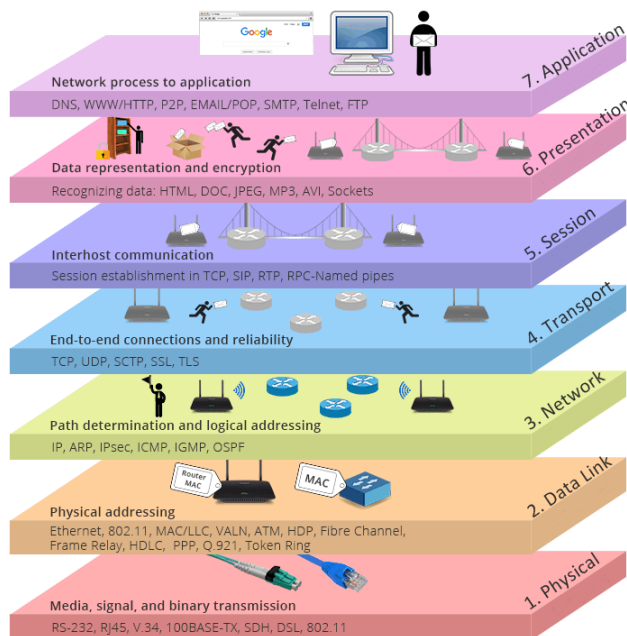 Google
7. Application
Network process to application
DNS, WWW/HTTP, P2P, EMAIL/POP, SMTP, Telnet, FTP
6. Presentation
Data representation and encryption
Recognizing data: HTML, DOC, JPEG, MP3, AVI, Sockets
5. Session
Interhost communication
Session establishment in TCP, SIP, RTP, RPC-Named pipes
4. Transport
End-to-end connections and reliability
TCP, UDP, SCTP, SSL, TLS
3. Network
Path determination and logical addressing
IP, ARP, IPsec, ICMP, IGMP, OSPF
Router
MAC
MAC
2. Data Link
Physical addressing
Ethernet, 802.11, MAC/LLC, VALN, ATM, HDP, Fibre Channel,
Frame Relay, HDLC, PPP, Q.921, Token Ring
1. Physical
Media, signal, and binary transmission
RS-232, RJ45, V.34, 100BASE-TX, SDH, DSL, 802.11